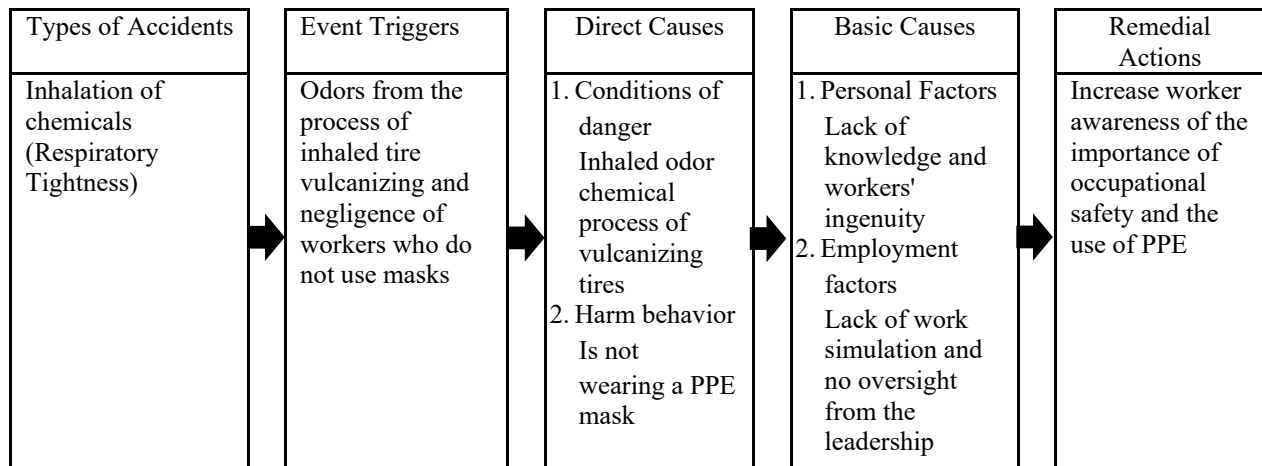 Types of Accidents
Inhalation of
chemicals
(Respiratory
Tightness)
Event Triggers
Odors from the
process of
inhaled tire
vulcanizing and
negligence of
workers who do
not use masks
Direct Causes
1. Conditions of
danger
Inhaled odor
chemical
process of
vulcanizing
tires
2. Harm behavior
Is not
wearing a PPE
mask
Basic Causes
1. Personal Factors
Lack of
knowledge and
workers'
ingenuity
2. Employment
factors
Lack of work
simulation and
no oversight
from the
leadership
Remedial
Actions
Increase worker
awareness of the
importance of
occupational
safety and the
use of PPE